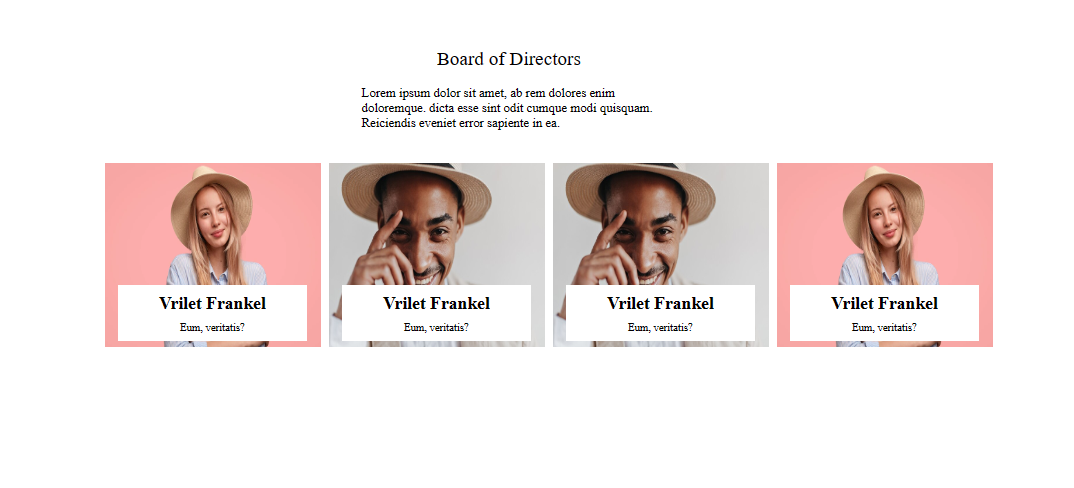 Board of Directors
Lorem ipsum dolor sit amet, ab rem dolores enim
doloremque. dicta esse sint odit cumque modi quisquam.
Reiciendis eveniet error sapiente in ea.
Vrilet Frankel
Eum, veritatis?
Vrilet Frankel
Eum, veritatis?
Vrilet Frankel
Eum, veritatis?
Vrilet Frankel
Eum, veritatis?